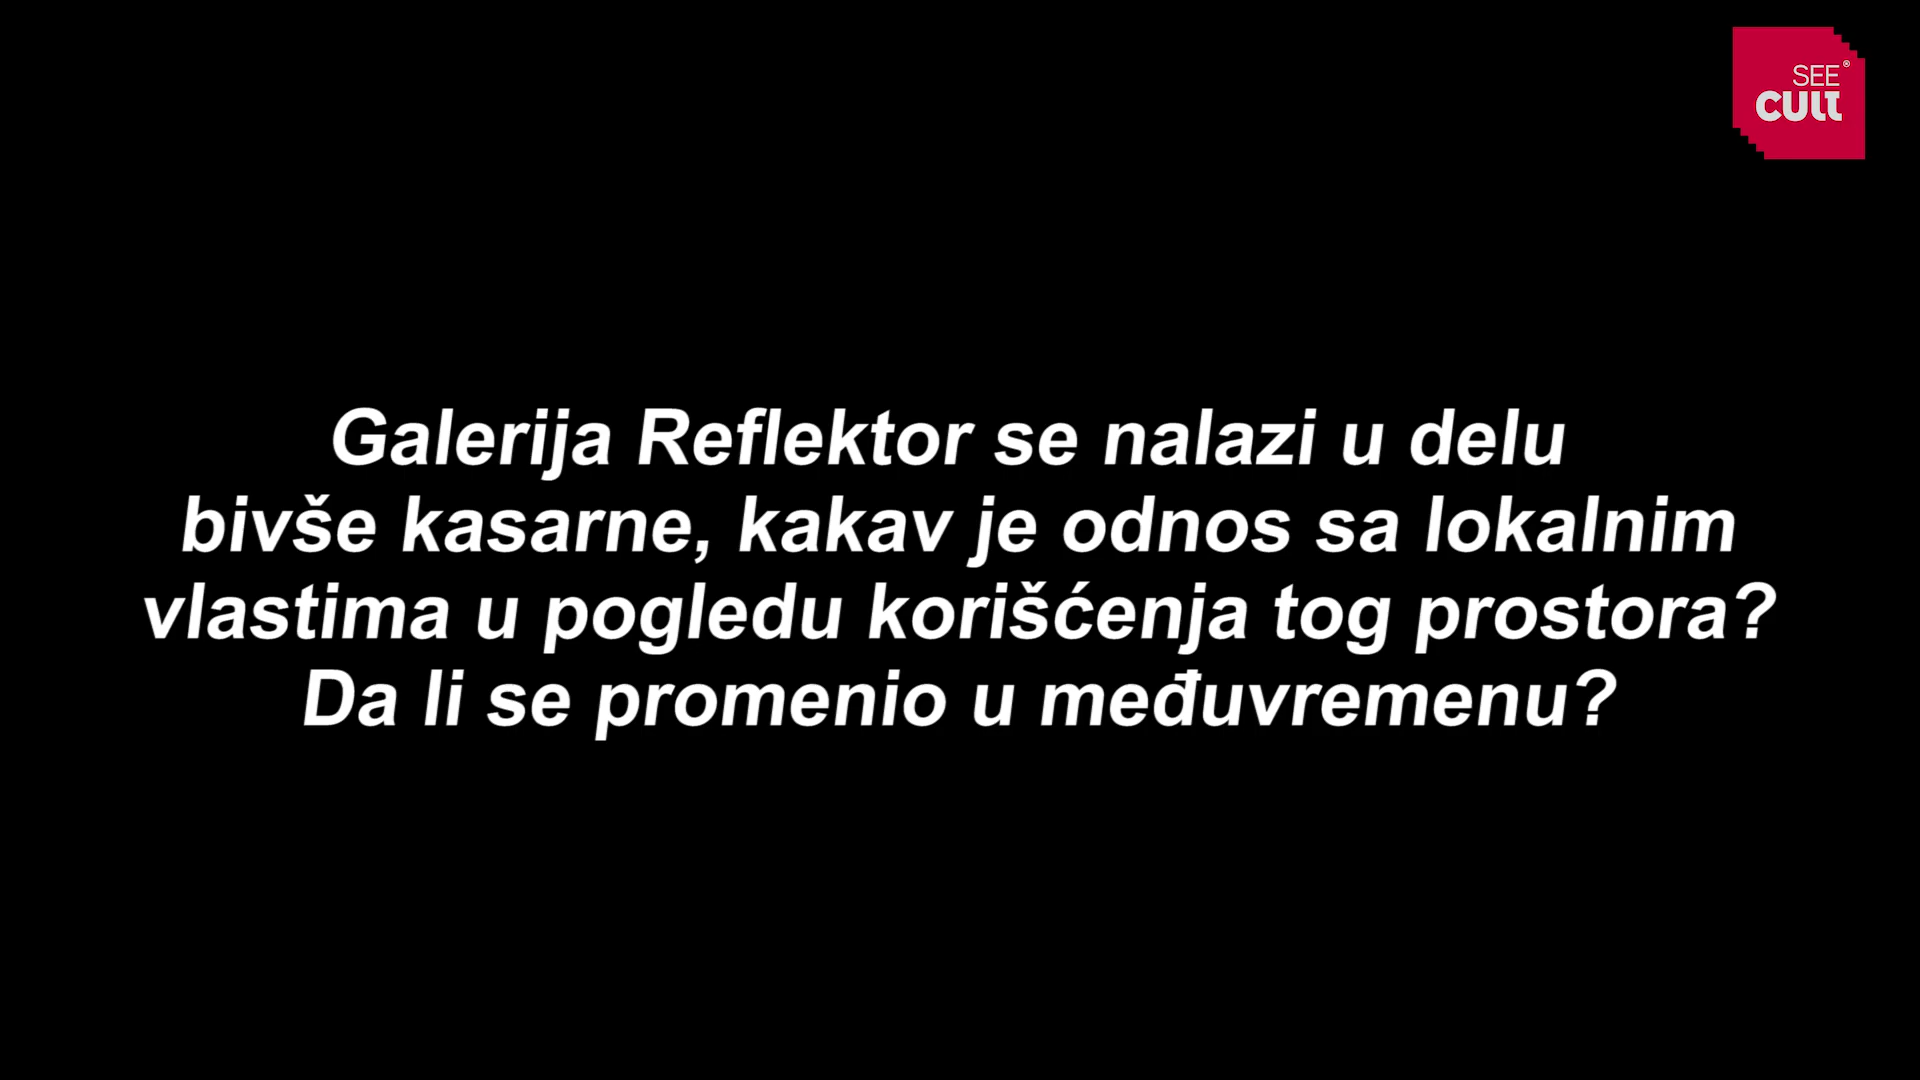 SEE®
cult
Galerija Reflektor se nalazi u delu
bivše kasarne, kakav je odnos sa lokalnim
vlastima u pogledu korišćenja tog prostora?
Da li se promenio u međuvremenu?